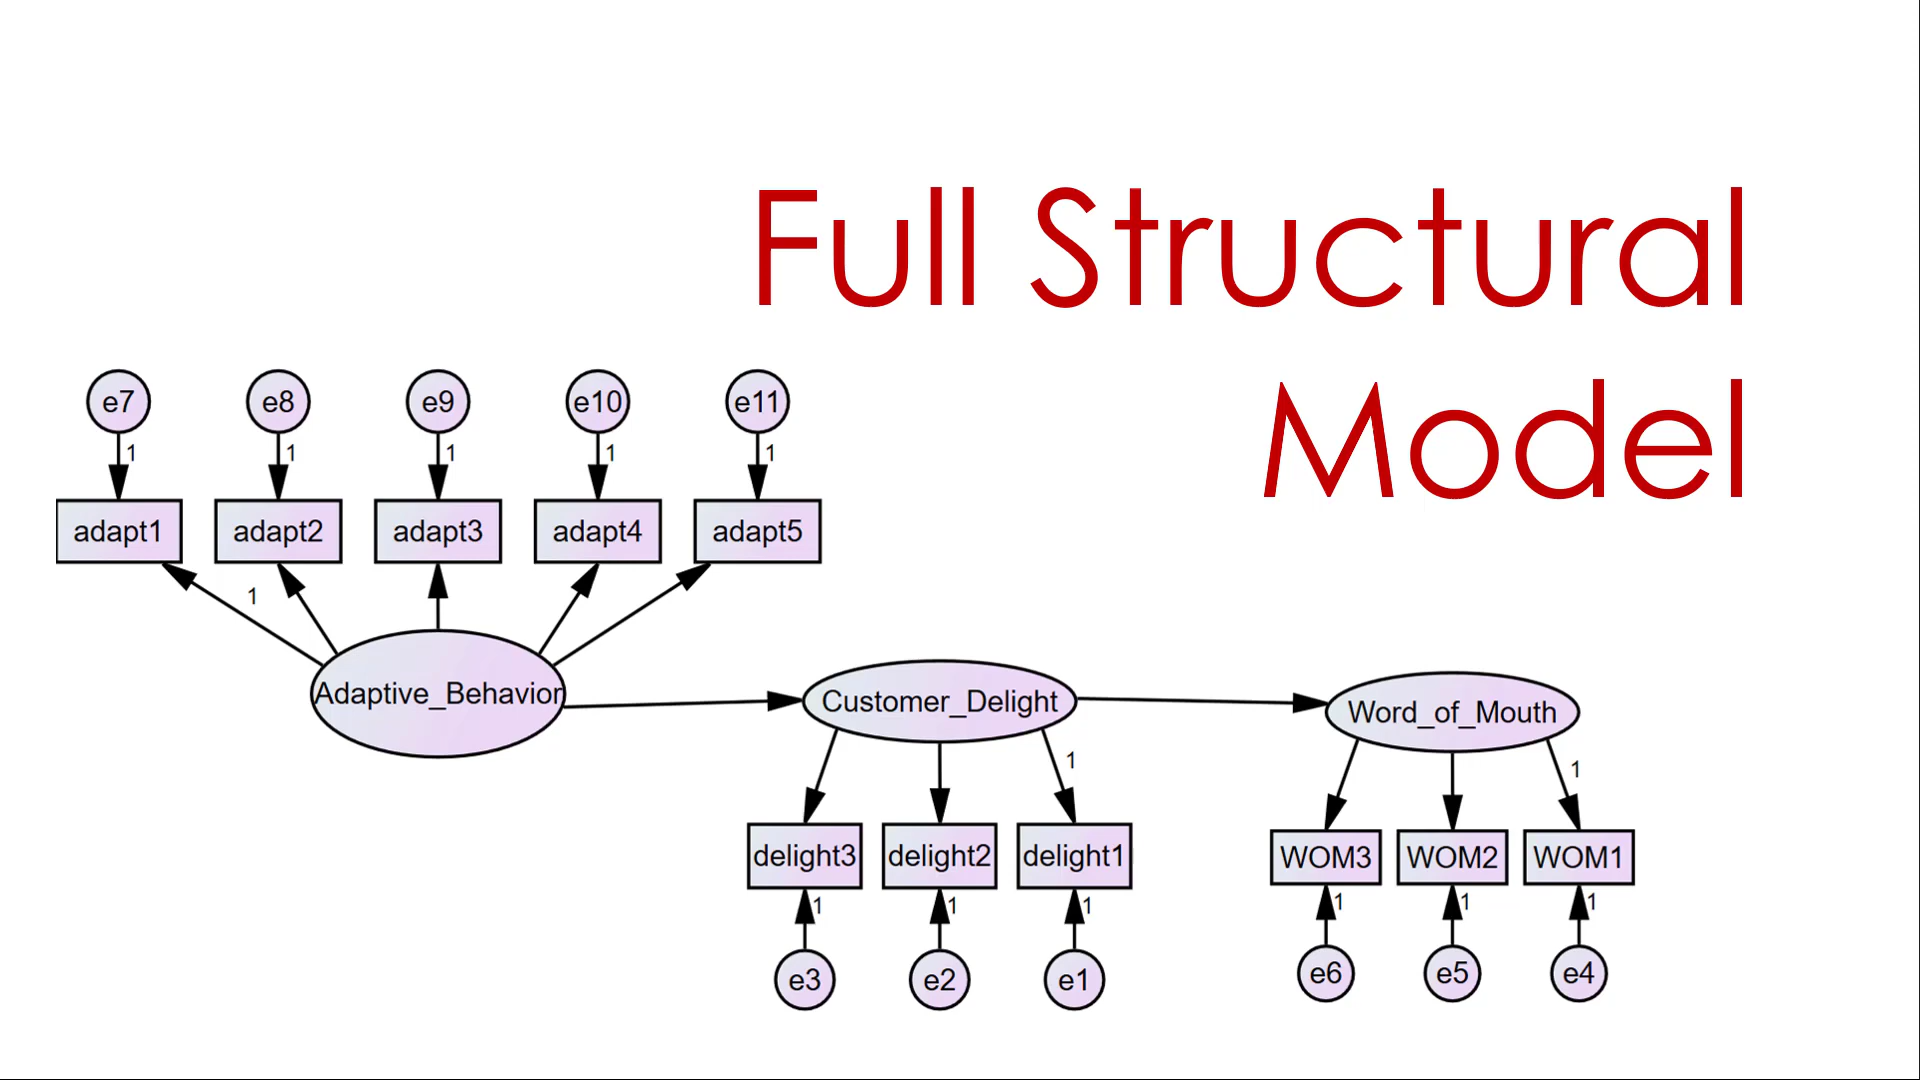 Full Structural
Model
e7 e8 e9 e10 e11
1 1 1 1 1
adapt1 adapt2 adapt3 adapt4 adapt5
1
Adaptive_Behavior Customer_Delight Word_of_Mouth
1 1
delight3 delight2 delight1 WOM3 WOM2 WOM1
1 1 1 1 1 1
e3 e2 e1 e6 e5 e4